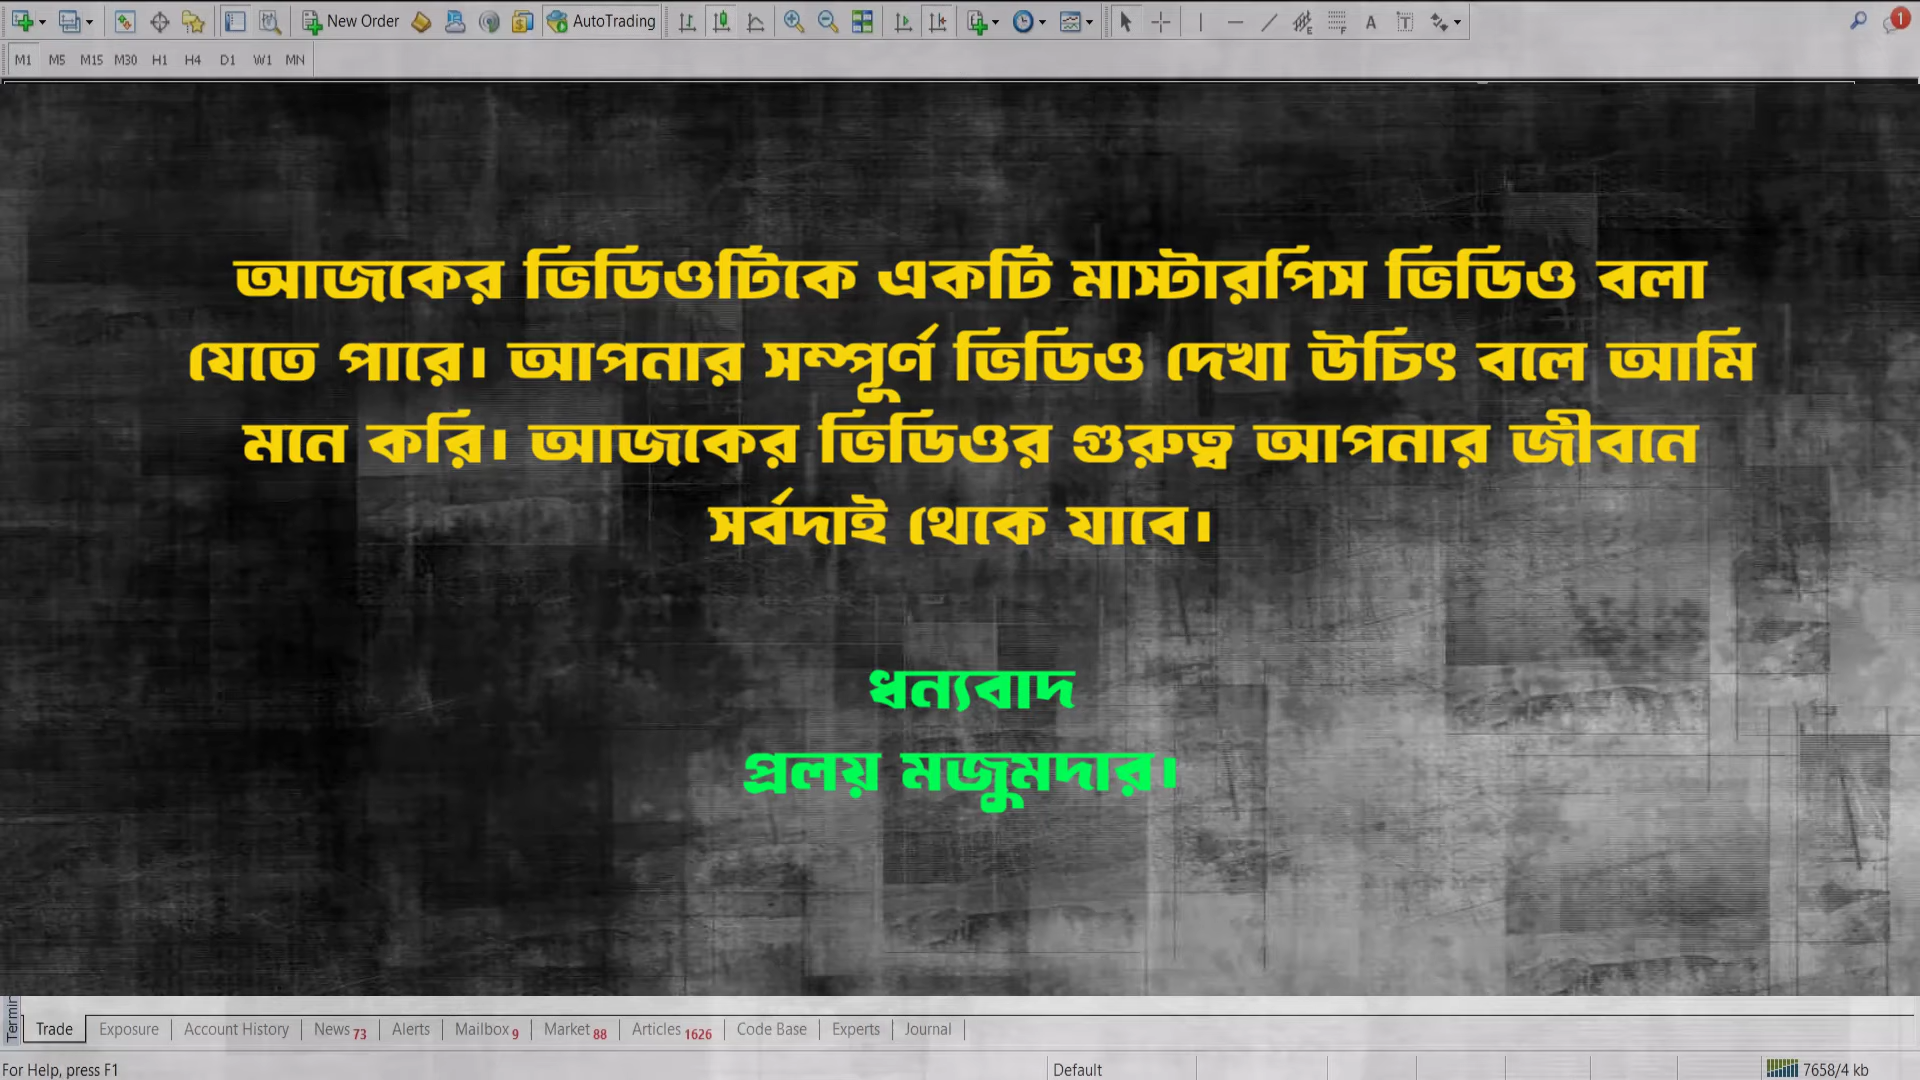 New Order AutoTrading
1
M1 M5 M15 M30 H1 H4 D1 W1 MN
আজকের ভিডিওটিকে একটি মাস্টারপিস ভিডিও বলা
যেতে পারে। আপনার সম্পূর্ণ ভিডিও দেখা উচিৎ বলে আমি
মনে করি। আজকের ভিডিওর গুরুত্ব আপনার জীবনে
সর্বদাই থেকে যাবে।
ধন্যবাদ
প্রলয় মজুমদার।
Trade Exposure Account History News 73 Alerts Mailbox 9 Market 88 Articles 1626 Code Base Experts Journal
For Help, press F1 Default 7658/4 kb